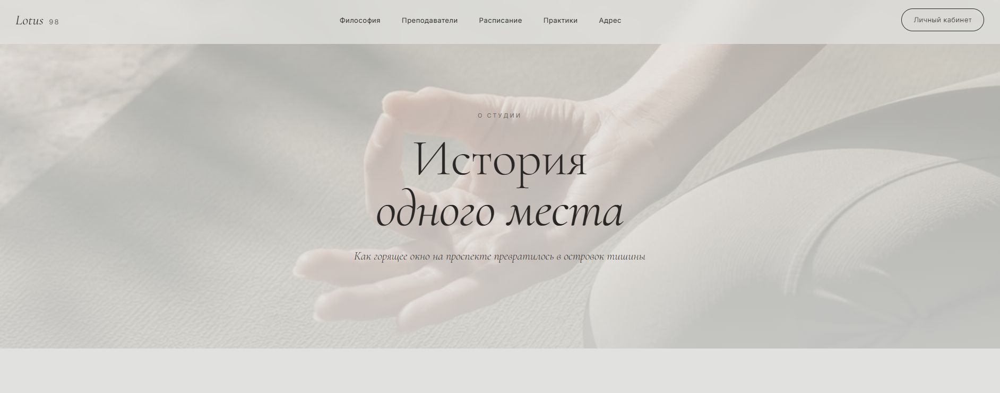 Lotus 98
Философия Преподаватели Расписание Практики Адрес
Личный кабинет
О СТУДИИ
История
одного места
Как горящее окно на проспекте превратилось в островок тишины